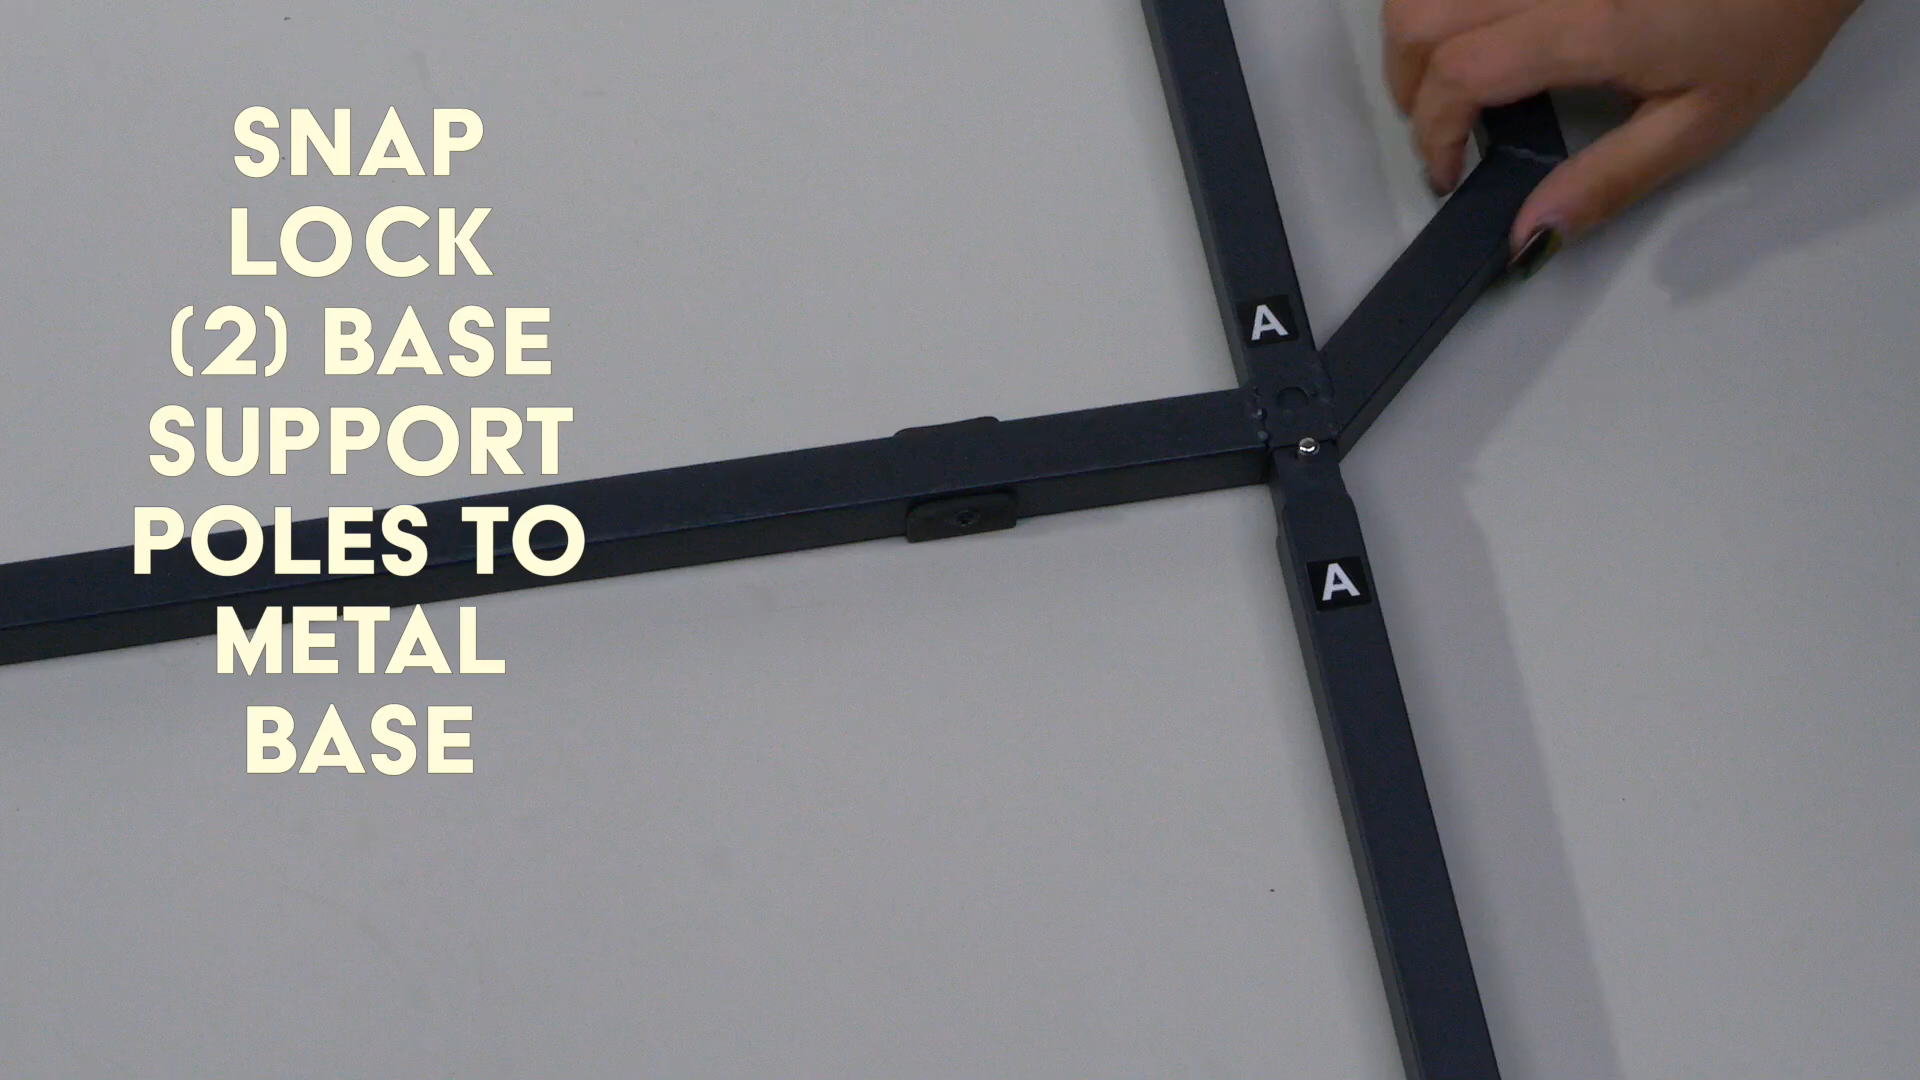 SNAP
LOCK
(2) BASE
SUPPORT
POLES TO
METAL
BASE
A
A